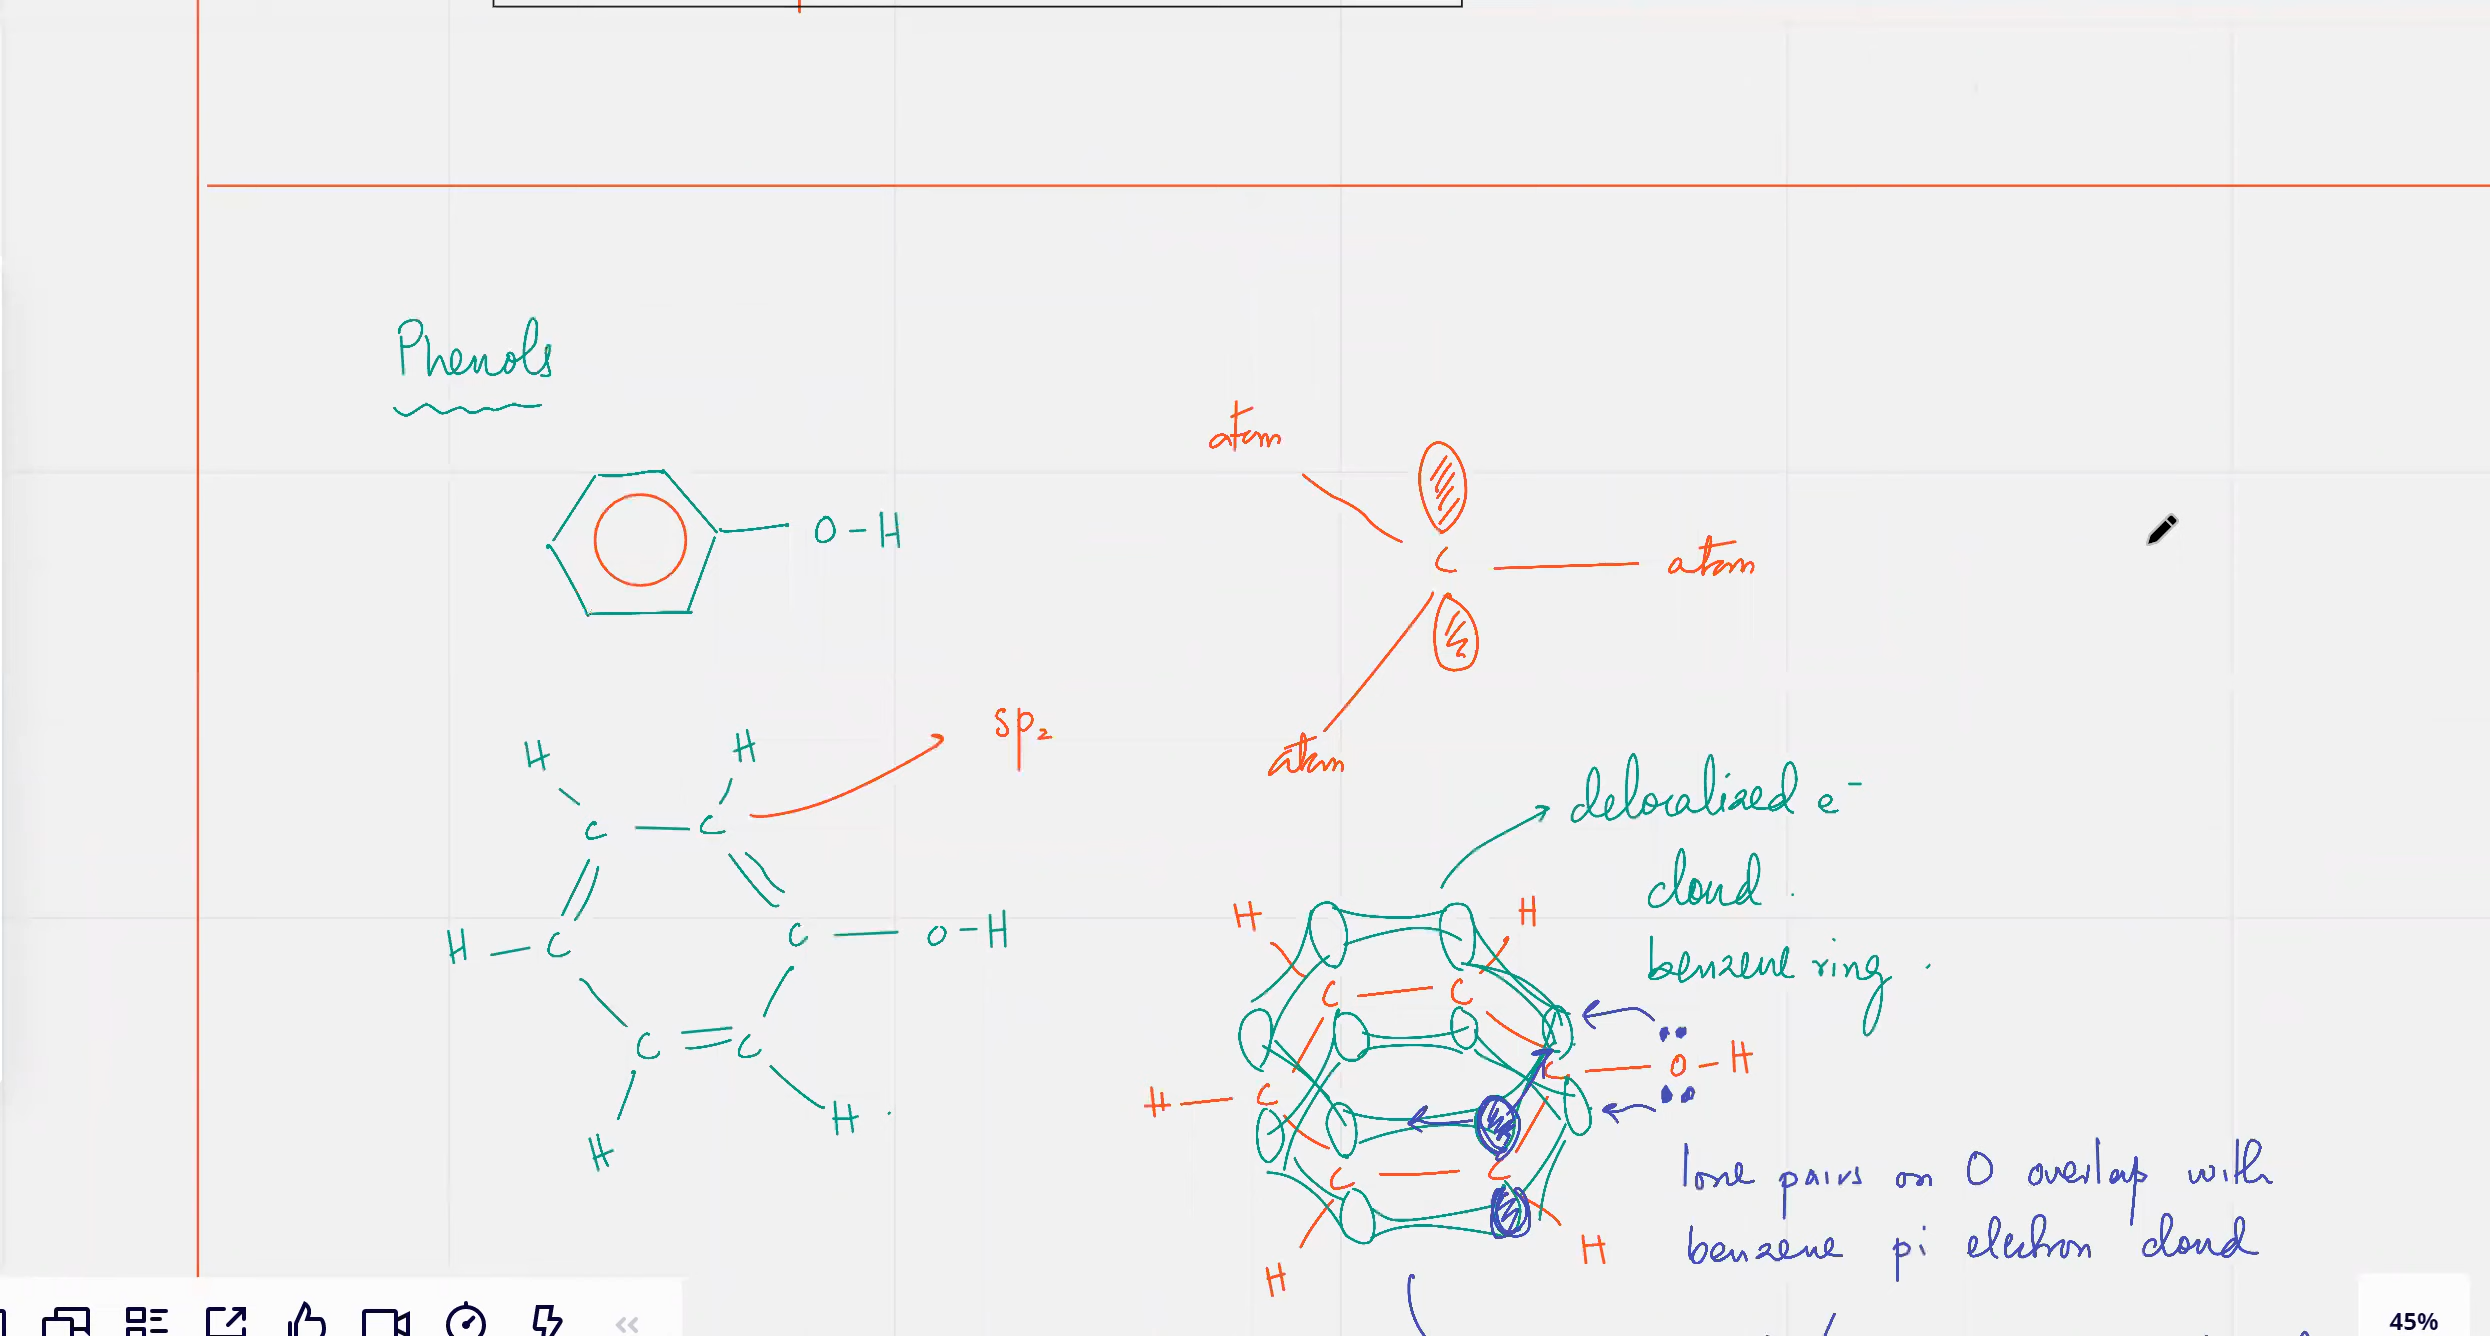 Phenols
O-H
atom
C
atom
atom
sp₂
H
H
C
C
H
C
C
O-H
C
C
H
H
delocalized e⁻
cloud.
benzene ring.
H
H
C
C
H
C
C
O-H
C
C
H
H
lone pairs on O overlap with
benzene pi electron cloud
45%